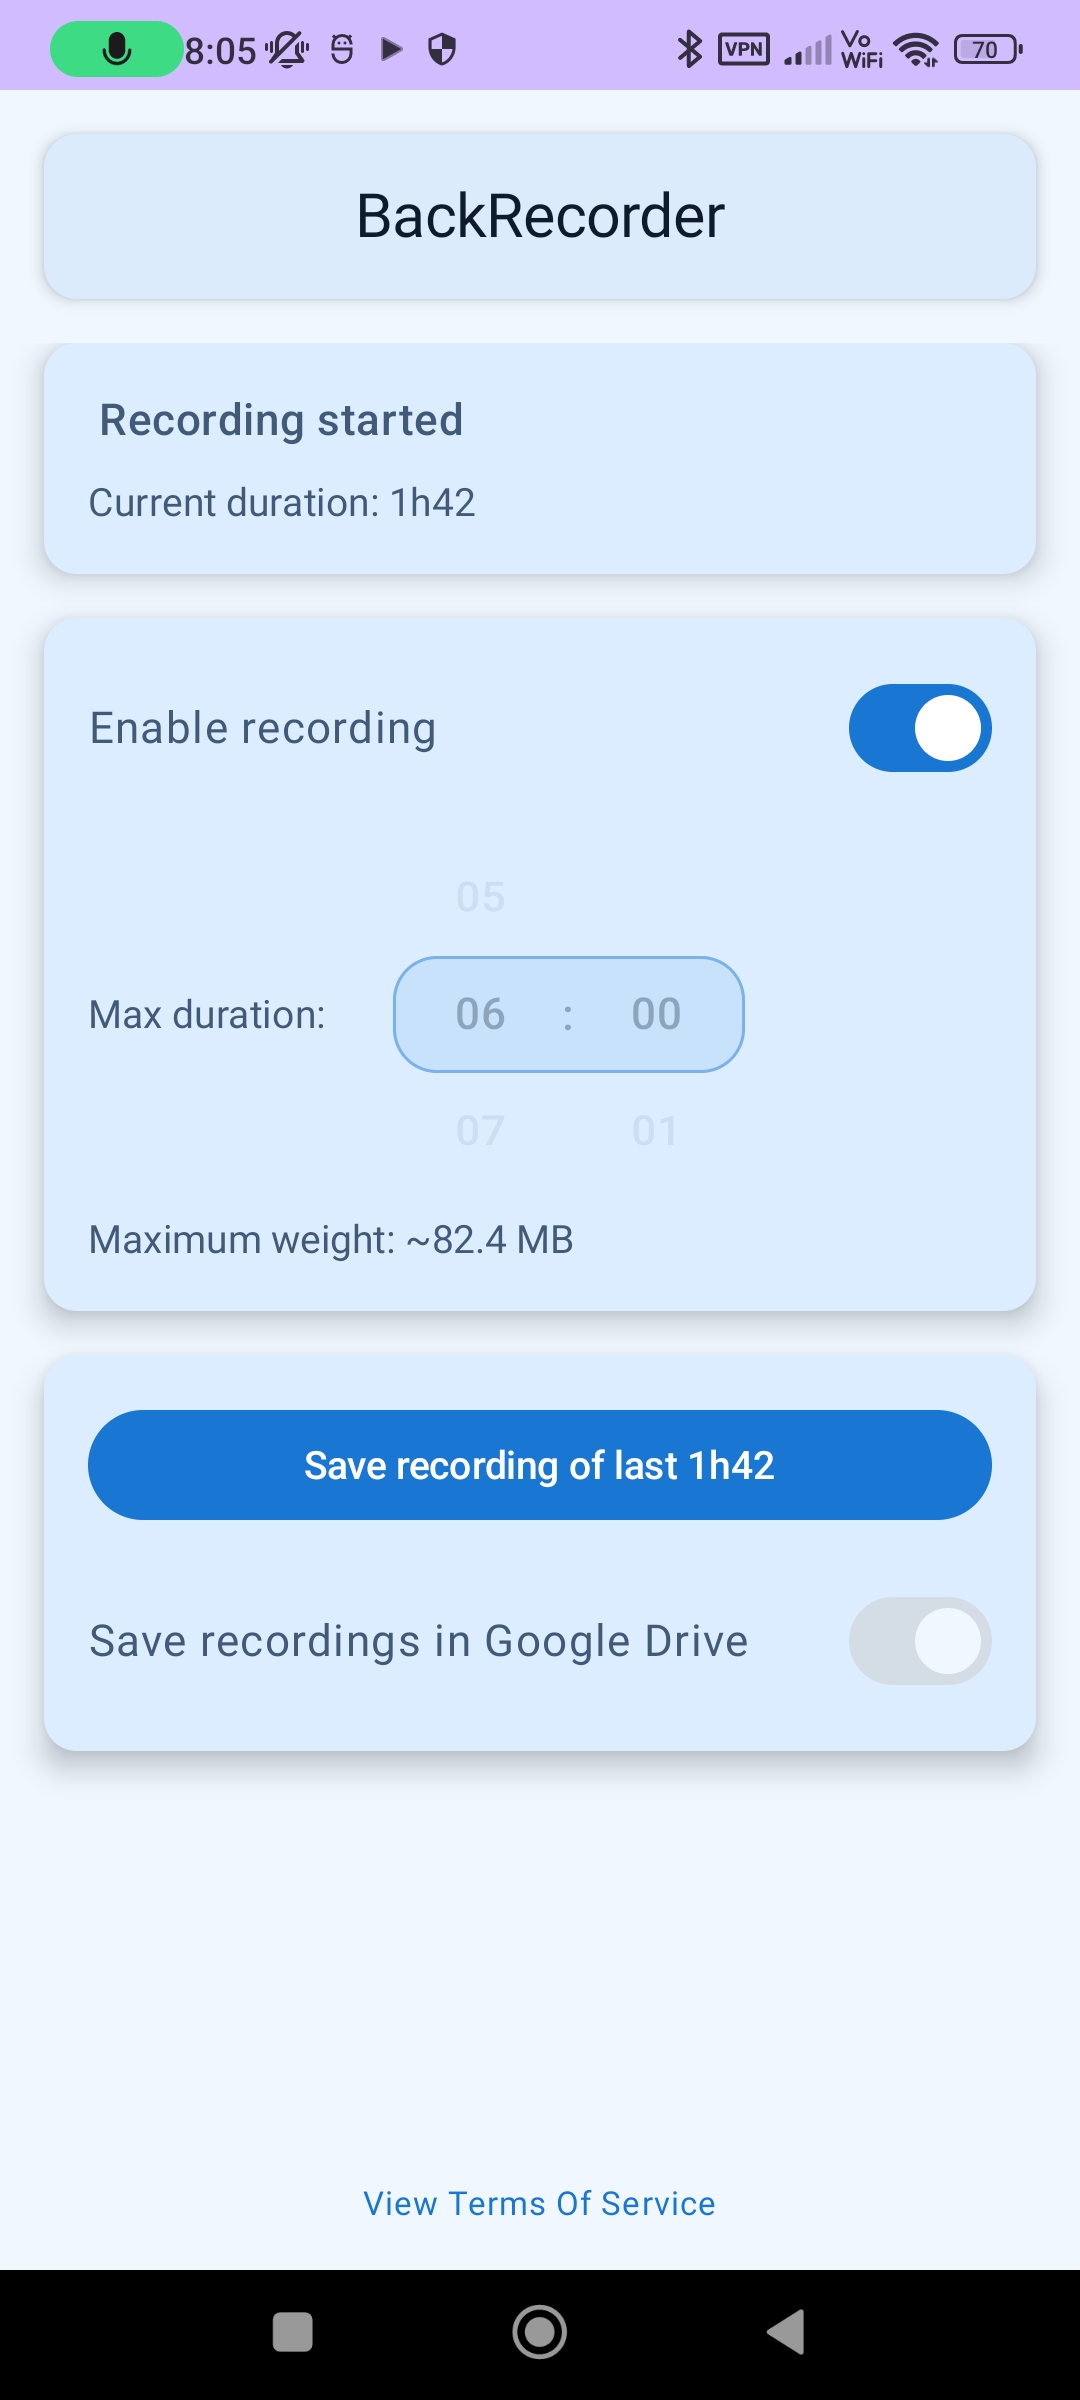 8:05 VPN Vo WiFi 70
BackRecorder
Recording started
Current duration: 1h42
Enable recording
05
Max duration: 06 : 00
07 01
Maximum weight: ~82.4 MB
Save recording of last 1h42
Save recordings in Google Drive
View Terms Of Service